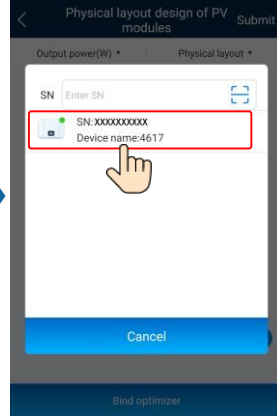 Physical layout design of PV
modules
Submit
Output power(W)
Physical layout
SN Enter SN
SN:XXXXXXXXXX
Device name:4617
Cancel
Bind optimizer